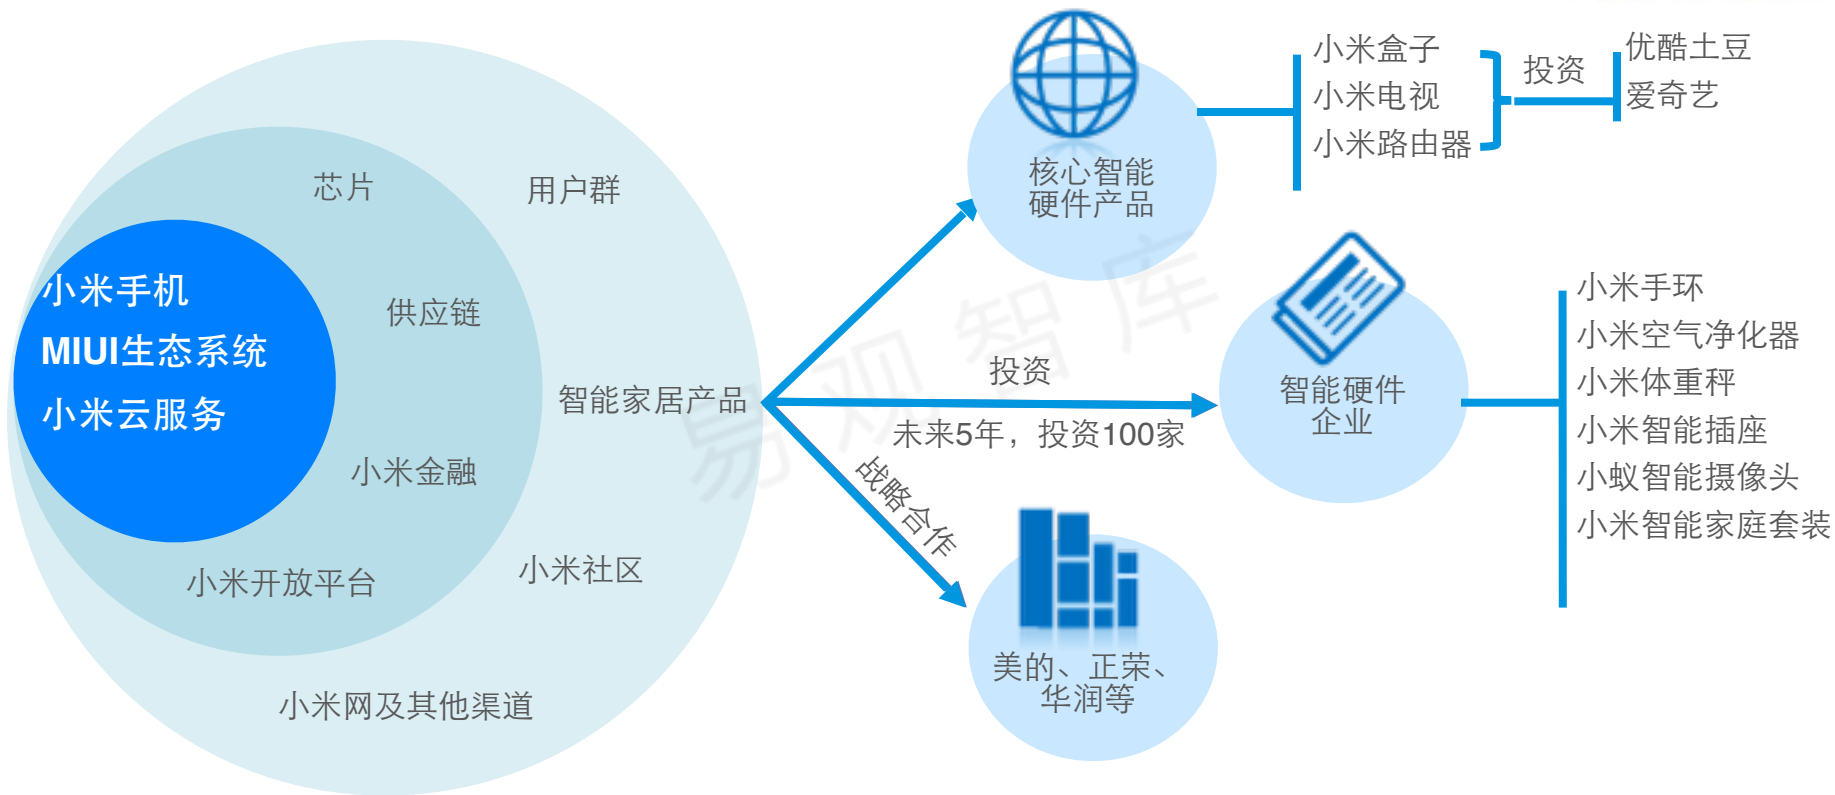 小米手机
MIUI生态系统
小米云服务
芯片
供应链
小米金融
小米开放平台
用户群
智能家居产品
小米社区
小米网及其他渠道
核心智能
硬件产品
小米盒子
小米电视
小米路由器
投资
优酷土豆
爱奇艺
投资
未来5年，投资100家
智能硬件
企业
小米手环
小米空气净化器
小米体重秤
小米智能插座
小蚁智能摄像头
小米智能家庭套装
战略合作
美的、正荣、
华润等
易观智库